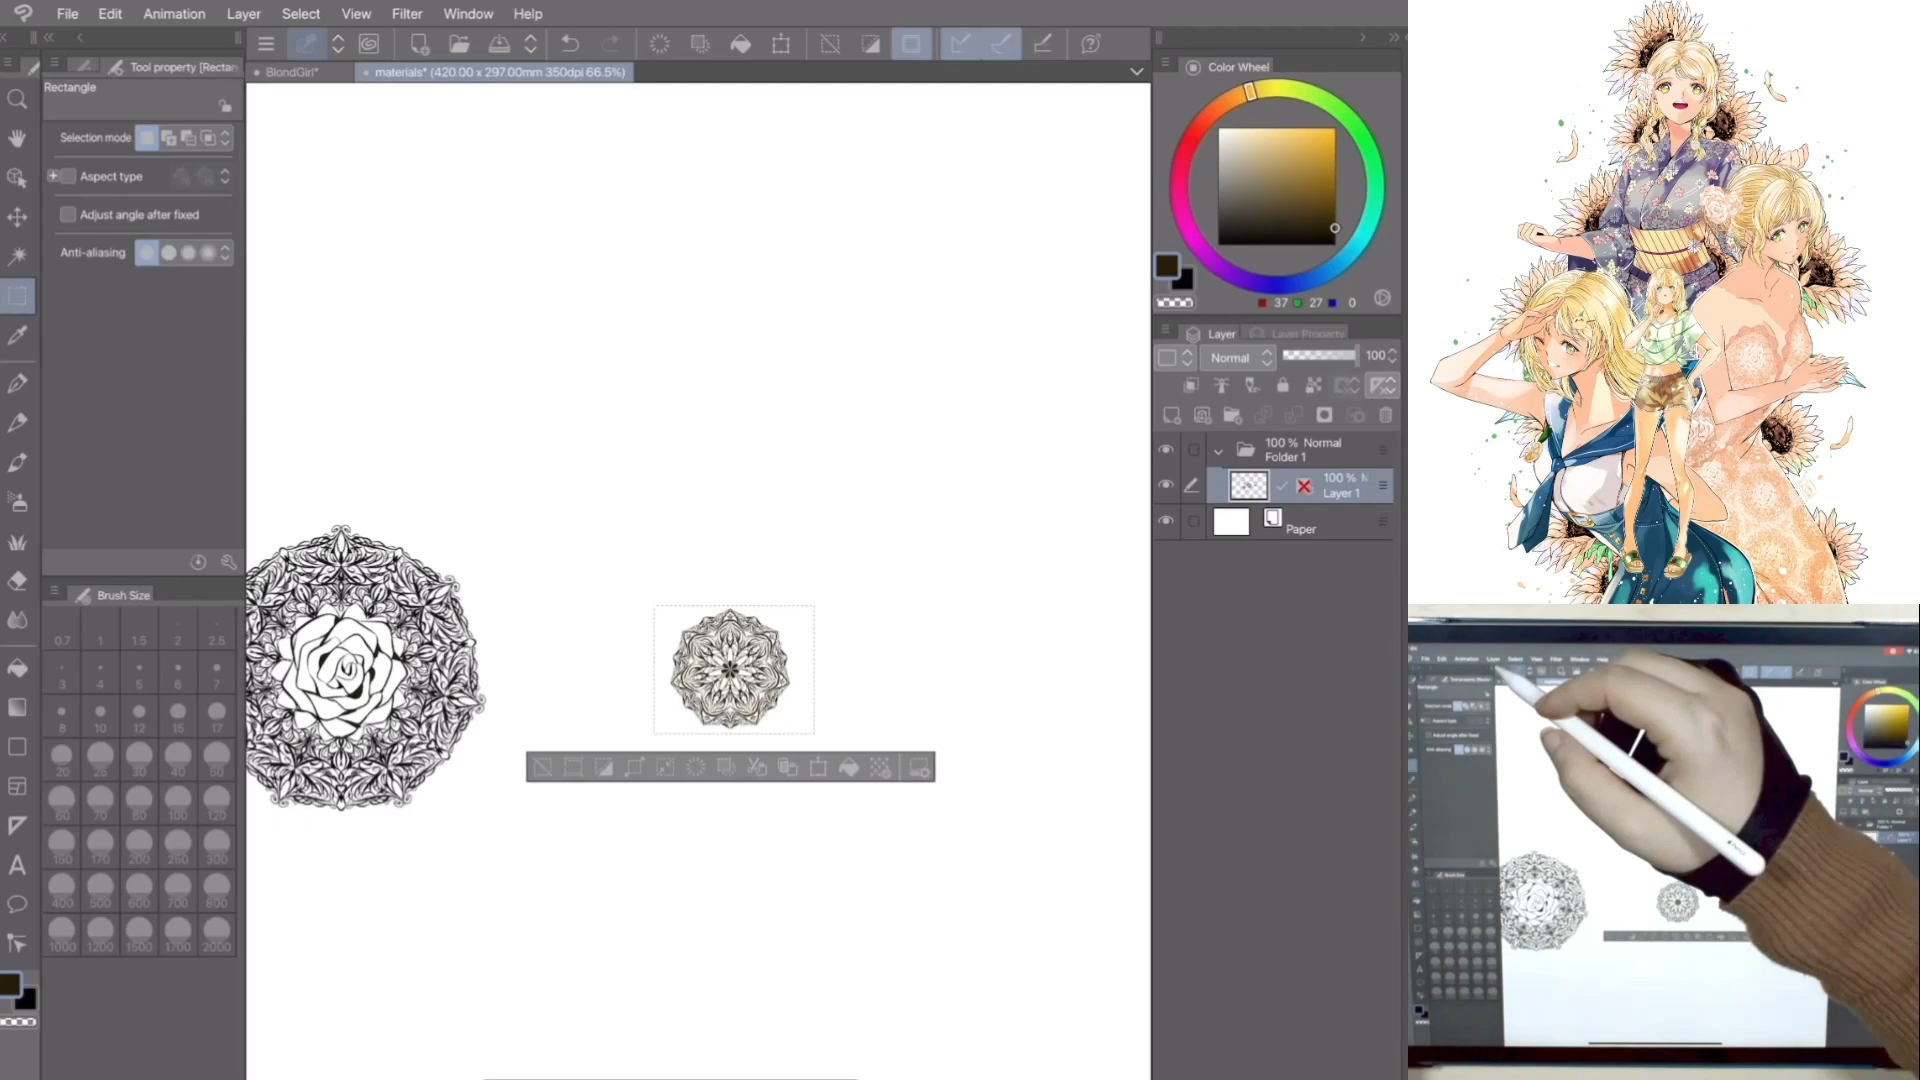 File Edit Animation Layer Select View Filter Window Help
BlondGirl*
materials* (420.00 x 297.00mm 350dpi 66.5%)
Tool property [Rectan
Rectangle
Selection mode
Aspect type
Adjust angle after fixed
Anti-aliasing
Brush Size
0.7 1 1.5 2 2.5
3 4 5 6 7
8 10 12 15 17
20 25 30 40 50
60 70 80 100 120
150 170 200 250 300
400 500 600 700 800
1000 1200 1500 1700 2000
Color Wheel
37 27 0
Layer Layer Property
Normal 100
100 % Normal
Folder 1
100 % N
Layer 1
Paper